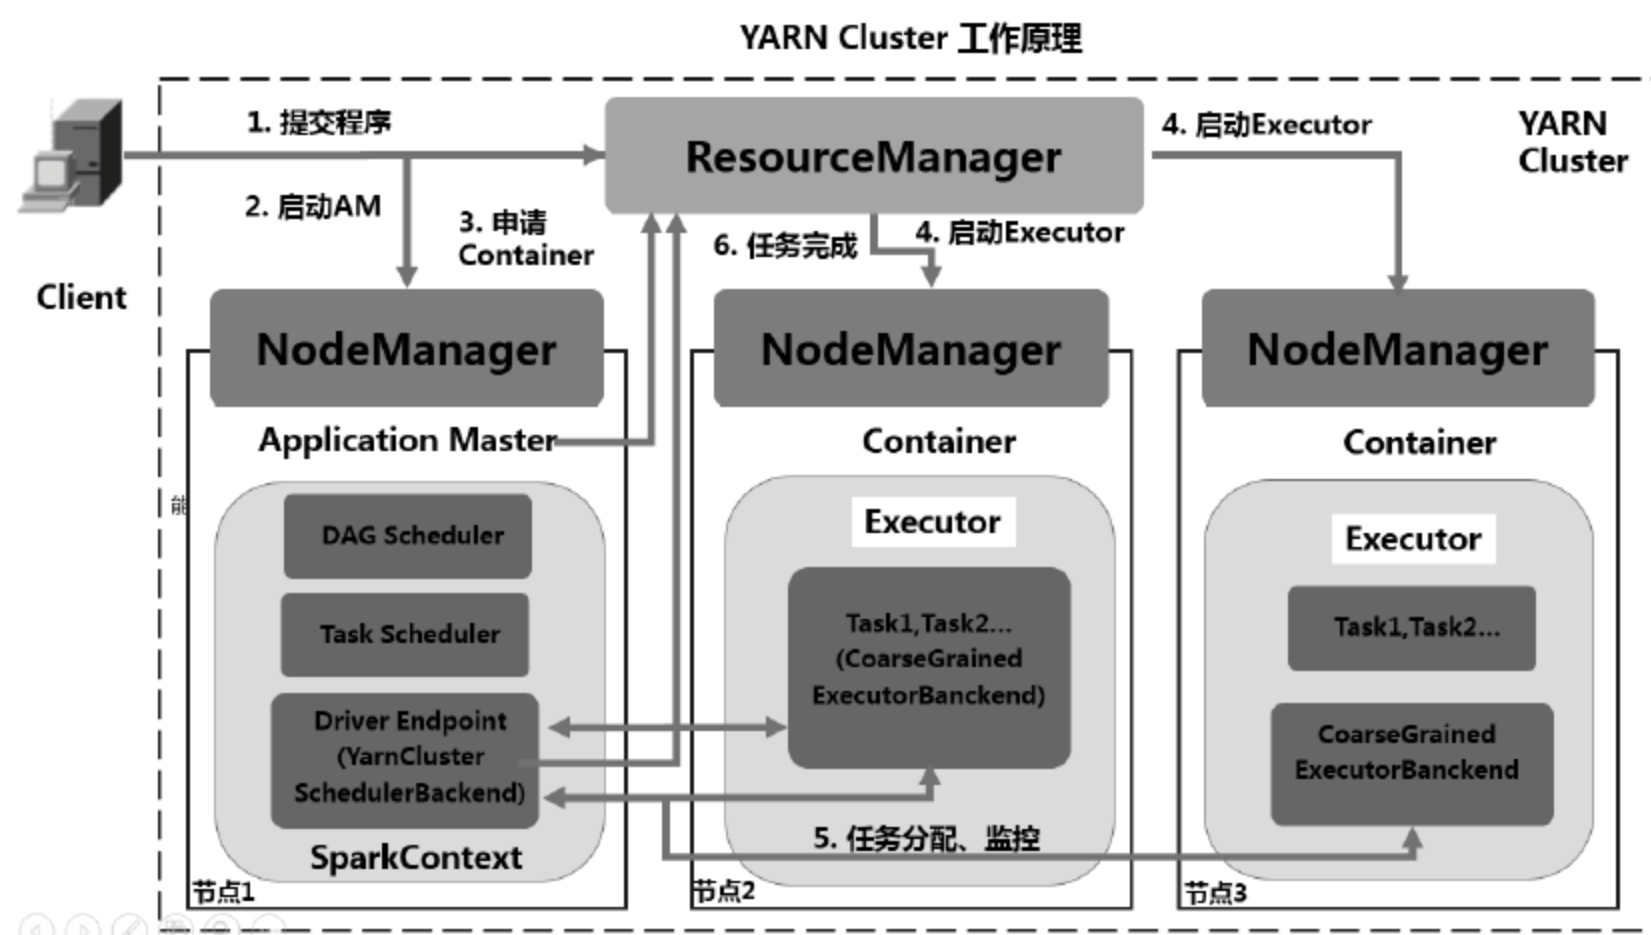 YARN Cluster 工作原理
1. 提交程序
ResourceManager
4. 启动Executor
YARN
Cluster
2. 启动AM
3. 申请
Container
6. 任务完成
4. 启动Executor
Client
NodeManager
NodeManager
NodeManager
Application Master
Container
Container
能
DAG Scheduler
Task Scheduler
Driver Endpoint
(YarnCluster
SchedulerBackend)
SparkContext
节点1
Executor
Task1,Task2...
(CoarseGrained
ExecutorBanckend)
5. 任务分配、监控
节点2
Executor
Task1,Task2...
CoarseGrained
ExecutorBanckend
节点3